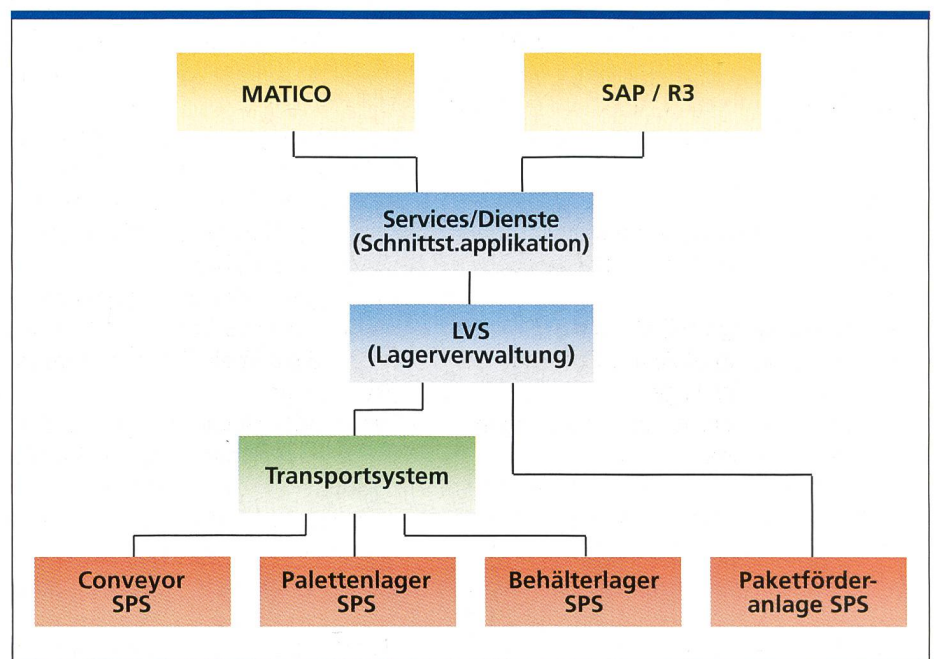 MATICO
SAP / R3
Services/Dienste
(Schnittst.applikation)
LVS
(Lagerverwaltung)
Transportsystem
Conveyor
SPS
Palettenlager
SPS
Behälterlager
SPS
Paketförder-
anlage SPS